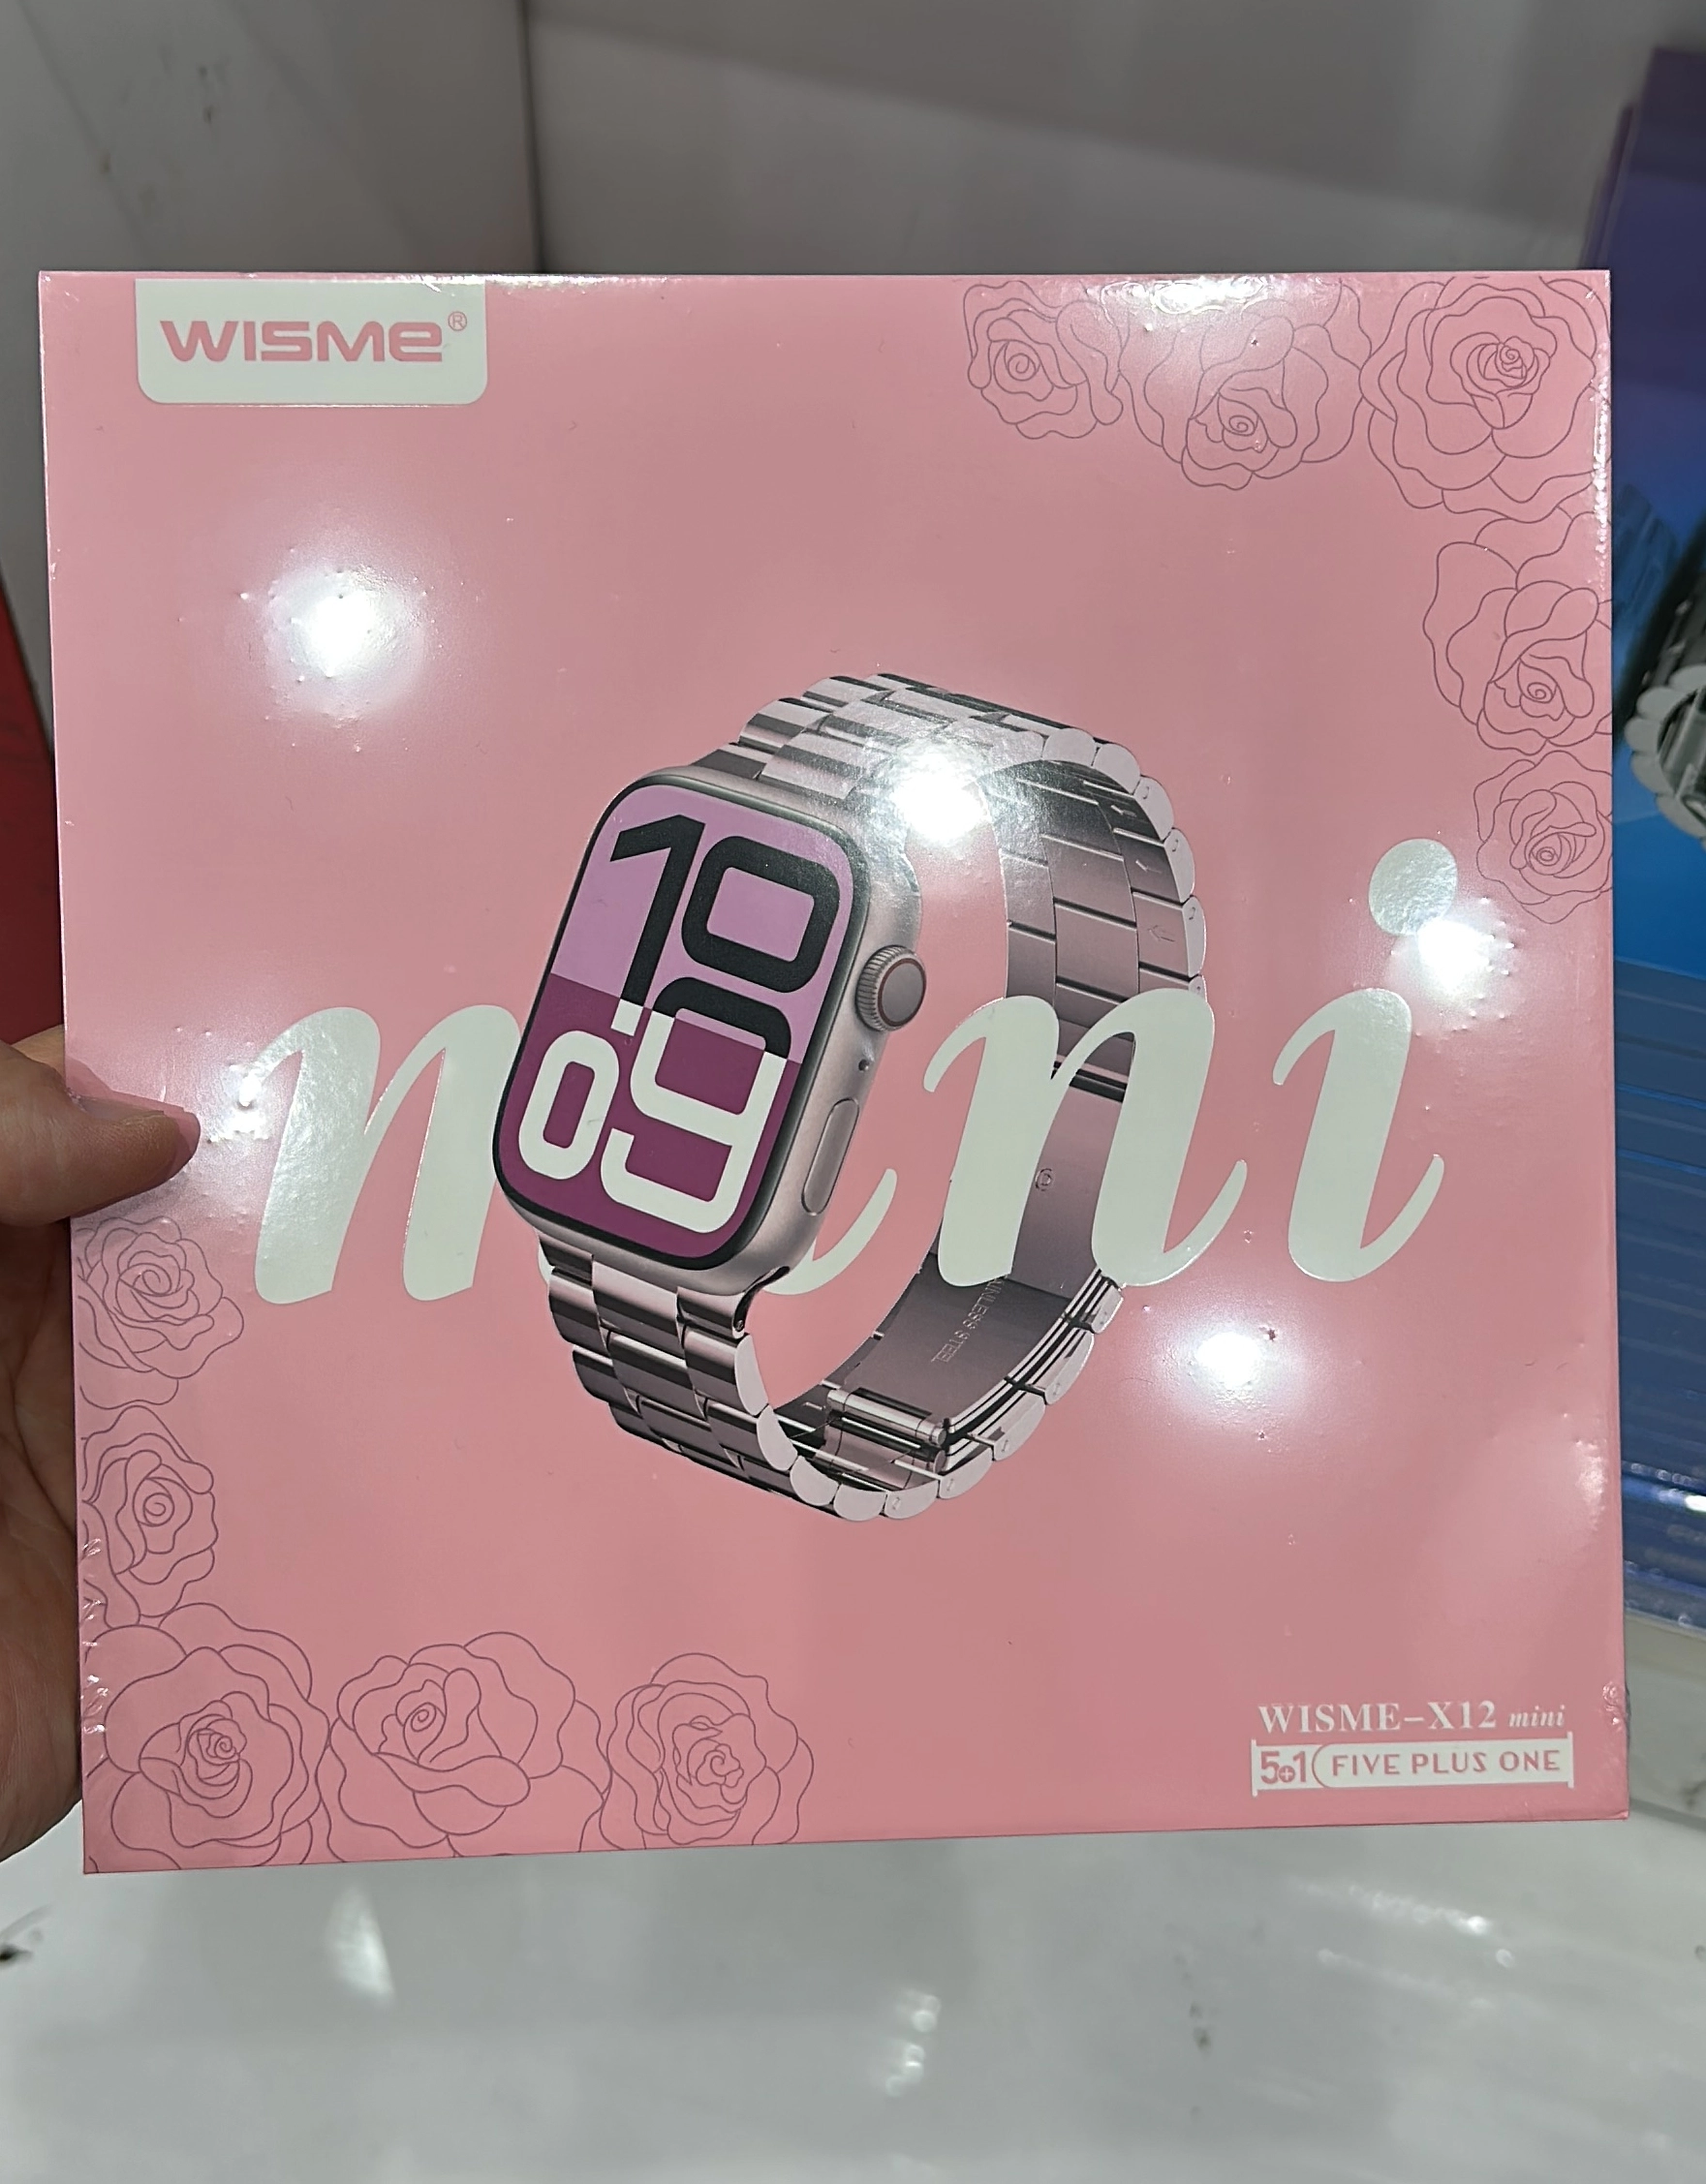 WISME®
10
09
mini
STAINLESS STEEL
WISME-X12 mini
5+1 FIVE PLUS ONE